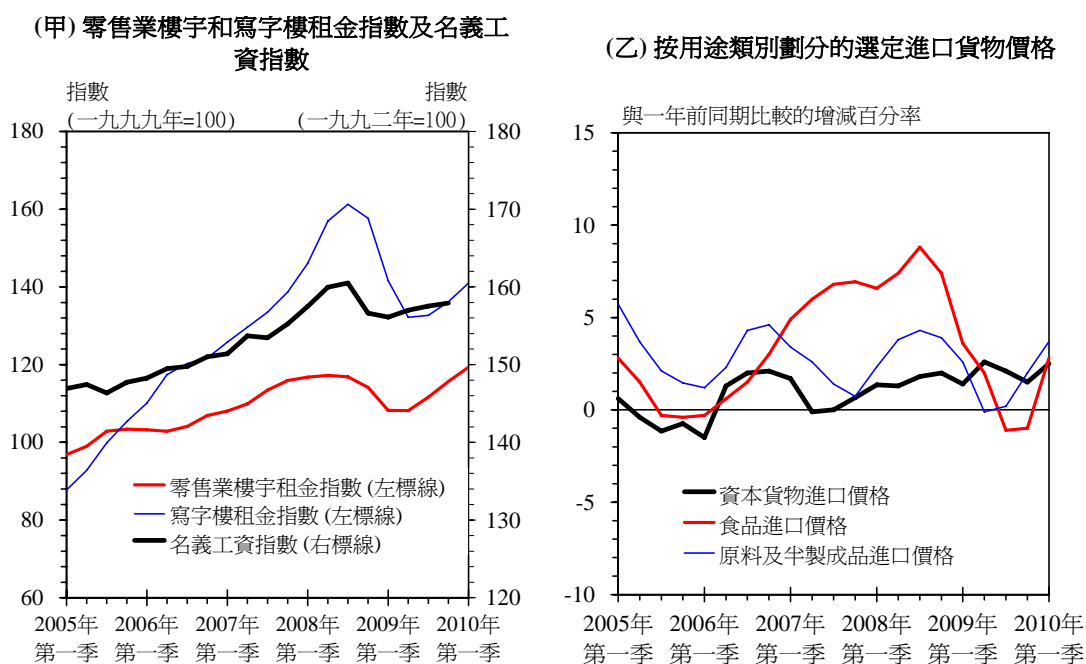 (甲) 零售業樓宇和寫字樓租金指數及名義工
資指數
指數
(一九九九年=100)
指數
(一九九二年=100)
180
160
140
120
100
80
60
180
170
160
150
140
130
120
零售業樓宇租金指數 (左標線)
寫字樓租金指數 (左標線)
名義工資指數 (右標線)
2005年 2006年 2007年 2008年 2009年 2010年
第一季 第一季 第一季 第一季 第一季 第一季
(乙) 按用途類別劃分的選定進口貨物價格
與一年前同期比較的增減百分率
15
10
5
0
-5
-10
資本貨物進口價格
食品進口價格
原料及半製成品進口價格
2005年 2006年 2007年 2008年 2009年 2010年
第一季 第一季 第一季 第一季 第一季 第一季